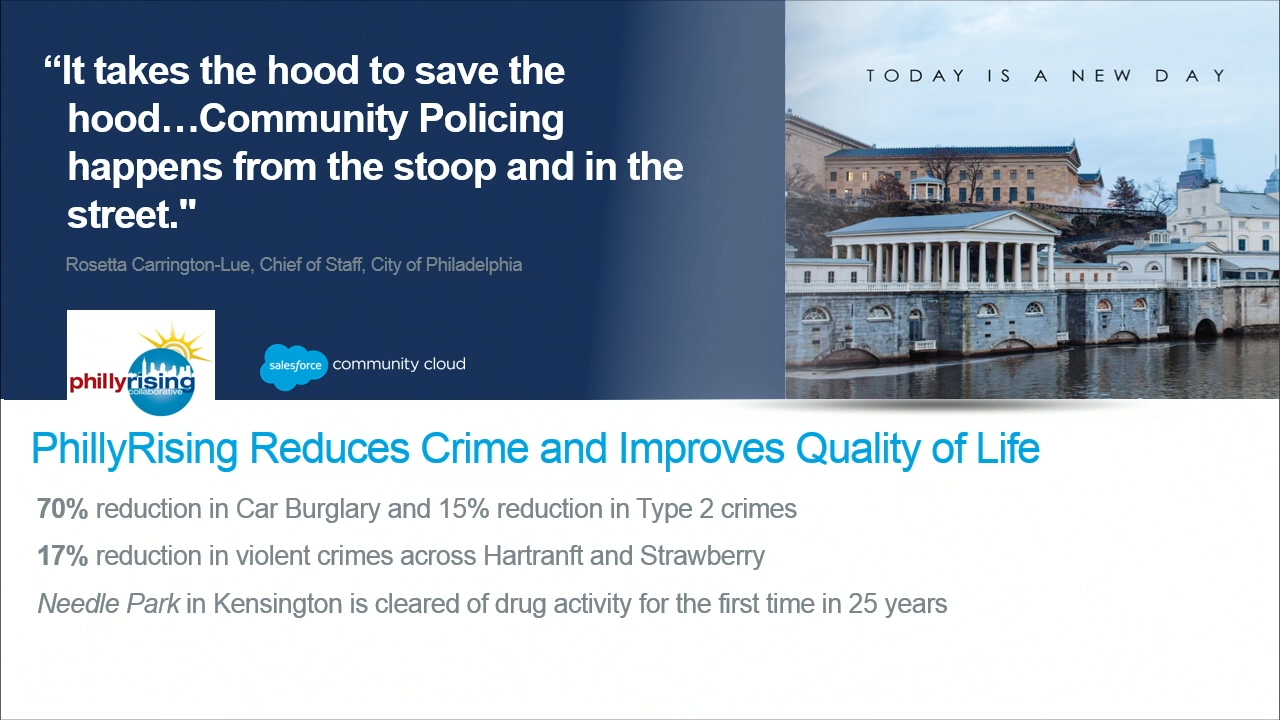 “It takes the hood to save the
hood…Community Policing
happens from the stoop and in the
street."
Rosetta Carrington-Lue, Chief of Staff, City of Philadelphia
phillyrising
collaborative
salesforce community cloud
TODAY IS A NEW DAY
PhillyRising Reduces Crime and Improves Quality of Life
70% reduction in Car Burglary and 15% reduction in Type 2 crimes
17% reduction in violent crimes across Hartranft and Strawberry
Needle Park in Kensington is cleared of drug activity for the first time in 25 years